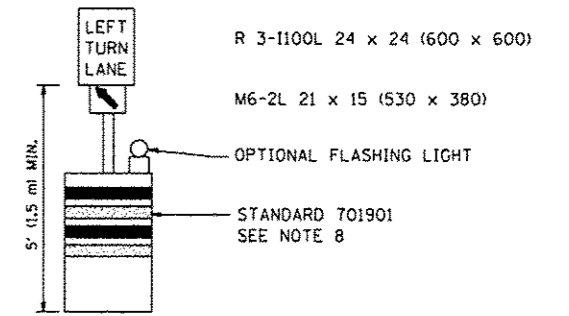 LEFT
TURN
LANE
R 3-I100L 24 x 24 (600 x 600)
M6-2L 21 x 15 (530 x 380)
OPTIONAL FLASHING LIGHT
STANDARD 701901
SEE NOTE 8
5' (1.5 m) MIN.